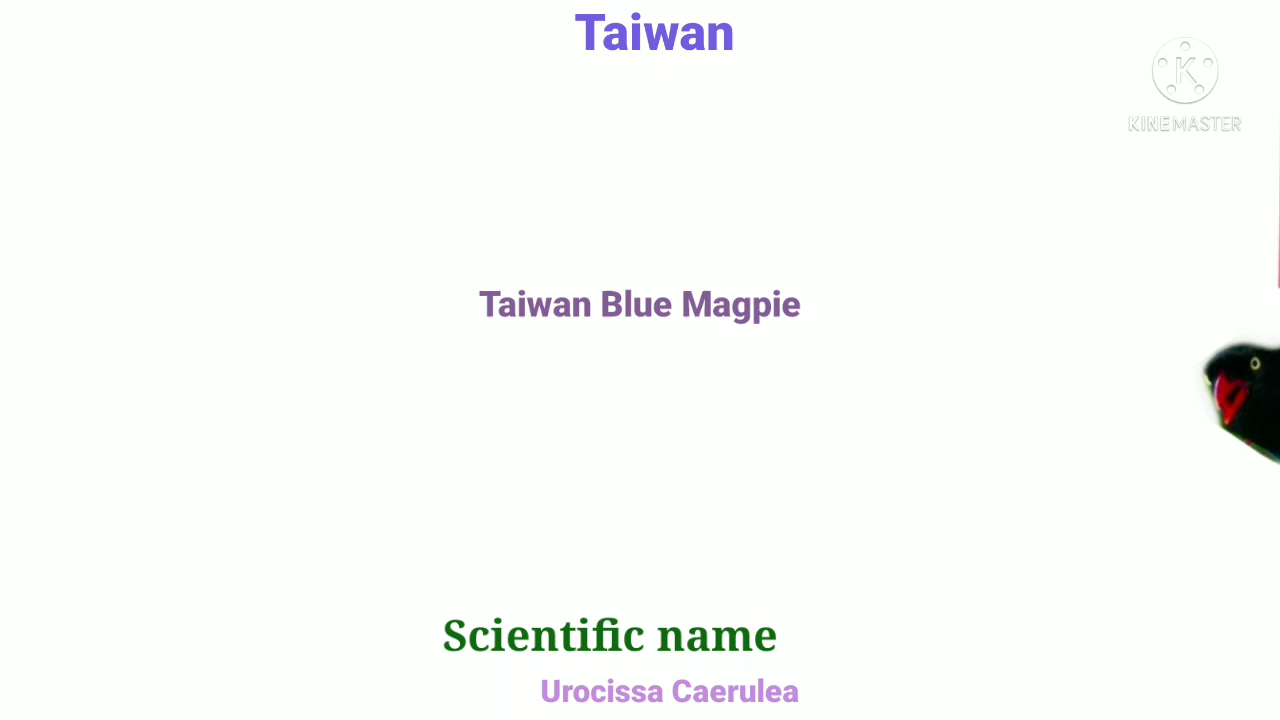 Taiwan
K
KINEMASTER
Taiwan Blue Magpie
Scientific name
Urocissa Caerulea